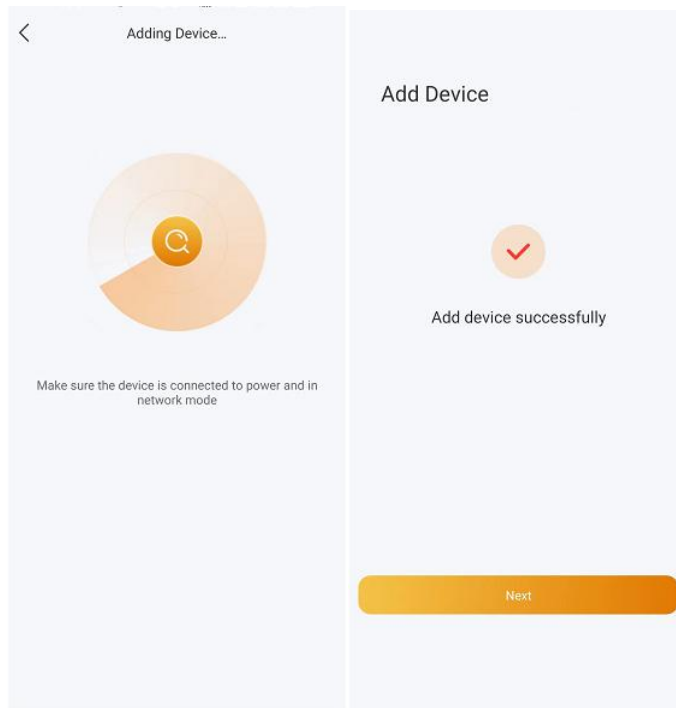 Adding Device...
Make sure the device is connected to power and in
network mode
Add Device
Add device successfully
Next